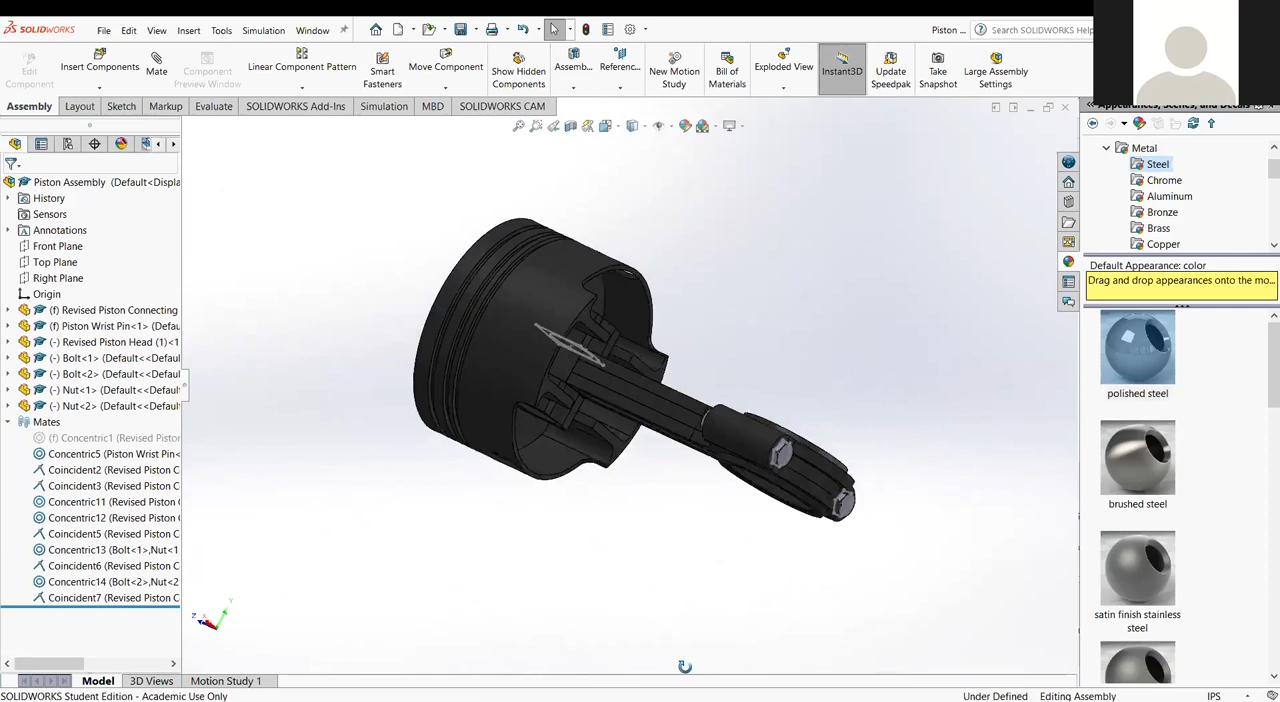 SOLIDWORKS File Edit View Insert Tools Simulation Window Piston ... Search SOLIDWORKS Help
Edit Component
Insert Components
Mate
Component Preview Window
Linear Component Pattern
Smart Fasteners
Move Component
Show Hidden Components
Assemb...
Referenc...
New Motion Study
Bill of Materials
Exploded View
Instant3D
Update Speedpak
Take Snapshot
Large Assembly Settings
Assembly Layout Sketch Markup Evaluate SOLIDWORKS Add-Ins Simulation MBD SOLIDWORKS CAM
Appearances, Scenes, and Decals
Metal
Steel
Chrome
Aluminum
Bronze
Brass
Copper
Default Appearance: color
Drag and drop appearances onto the mo...
polished steel
brushed steel
satin finish stainless steel
Piston Assembly (Default<Displa
History
Sensors
Annotations
Front Plane
Top Plane
Right Plane
Origin
(f) Revised Piston Connecting
(f) Piston Wrist Pin<1> (Defau
(-) Revised Piston Head (1)<1
(-) Bolt<1> (Default<<Default
(-) Bolt<2> (Default<<Default
(-) Nut<1> (Default<<Default
(-) Nut<2> (Default<<Default
Mates
(f) Concentric1 (Revised Piston
Concentric5 (Piston Wrist Pin<
Coincident2 (Revised Piston C
Coincident3 (Revised Piston C
Concentric11 (Revised Piston C
Concentric12 (Revised Piston C
Coincident5 (Revised Piston C
Concentric13 (Bolt<1>,Nut<1
Coincident6 (Revised Piston C
Concentric14 (Bolt<2>,Nut<2
Coincident7 (Revised Piston C
Y
Z
X
Model 3D Views Motion Study 1
SOLIDWORKS Student Edition - Academic Use Only Under Defined Editing Assembly IPS